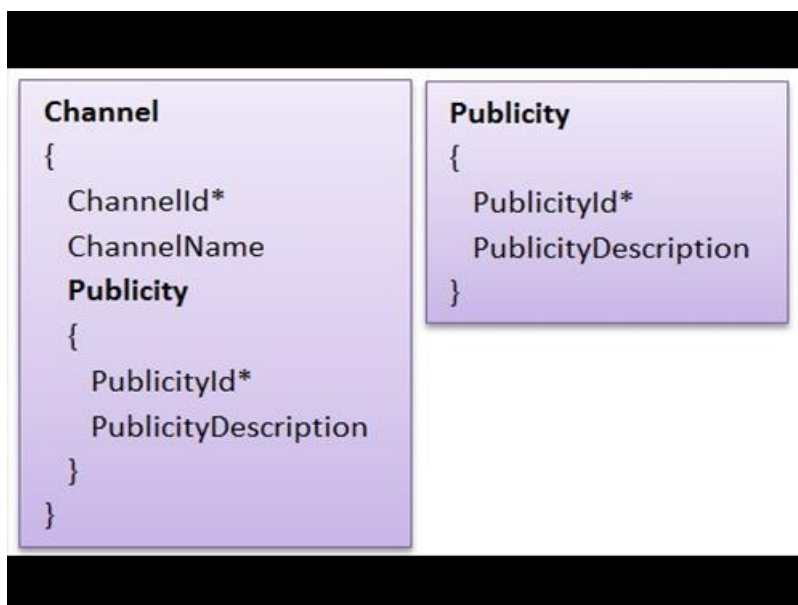 Channel
{
ChannelId*
ChannelName
Publicity
{
PublicityId*
PublicityDescription
}
}
Publicity
{
PublicityId*
PublicityDescription
}